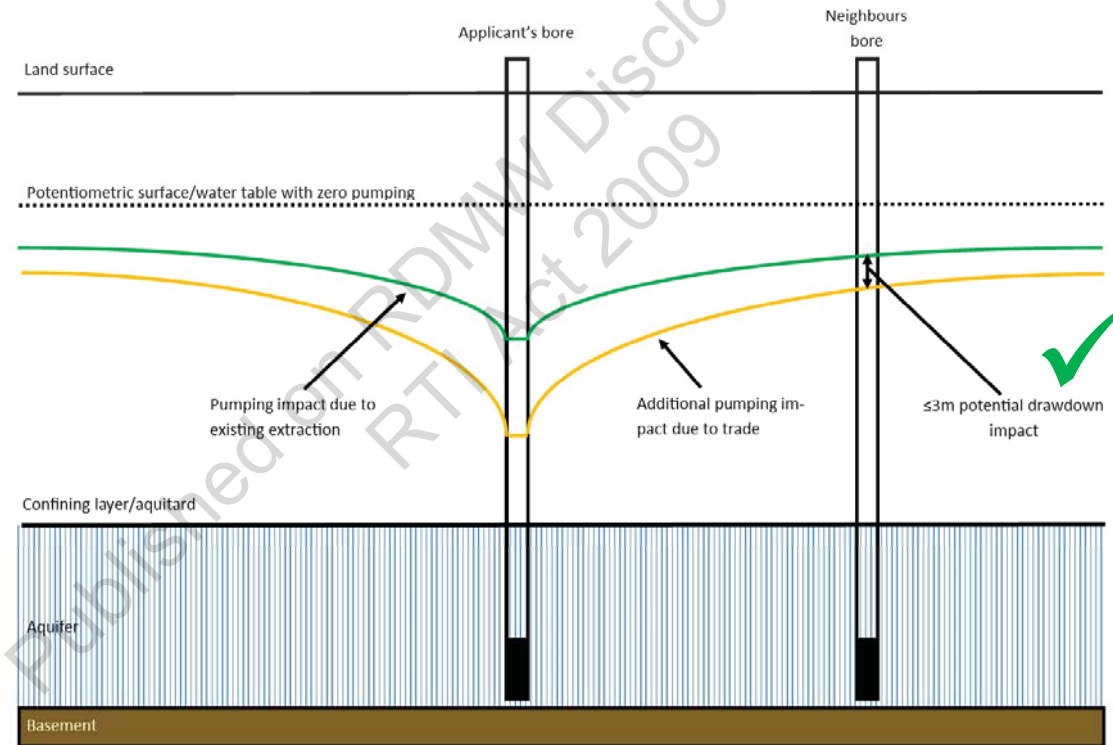 Neighbours
bore
Applicant's bore
Land surface
Potentiometric surface/water table with zero pumping
Pumping impact due to
existing extraction
Additional pumping im-
pact due to trade
≤3m potential drawdown
impact
Confining layer/aquitard
Aquifer
Basement
Published on RDMW
RTI Act 2009